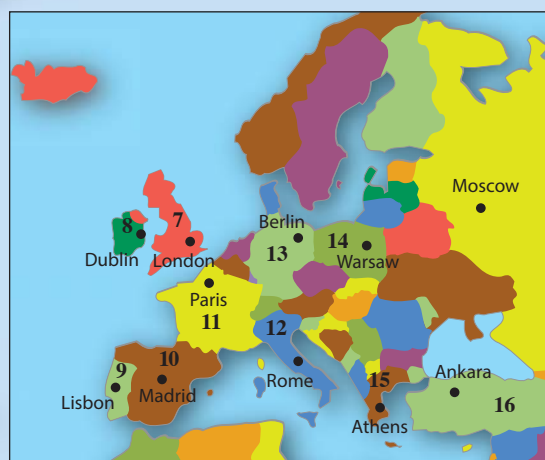 Moscow
8
7
Berlin
Dublin
London
13
14
Warsaw
Paris
11
12
10
9
Madrid
Lisbon
Rome
15
Ankara
Athens
16